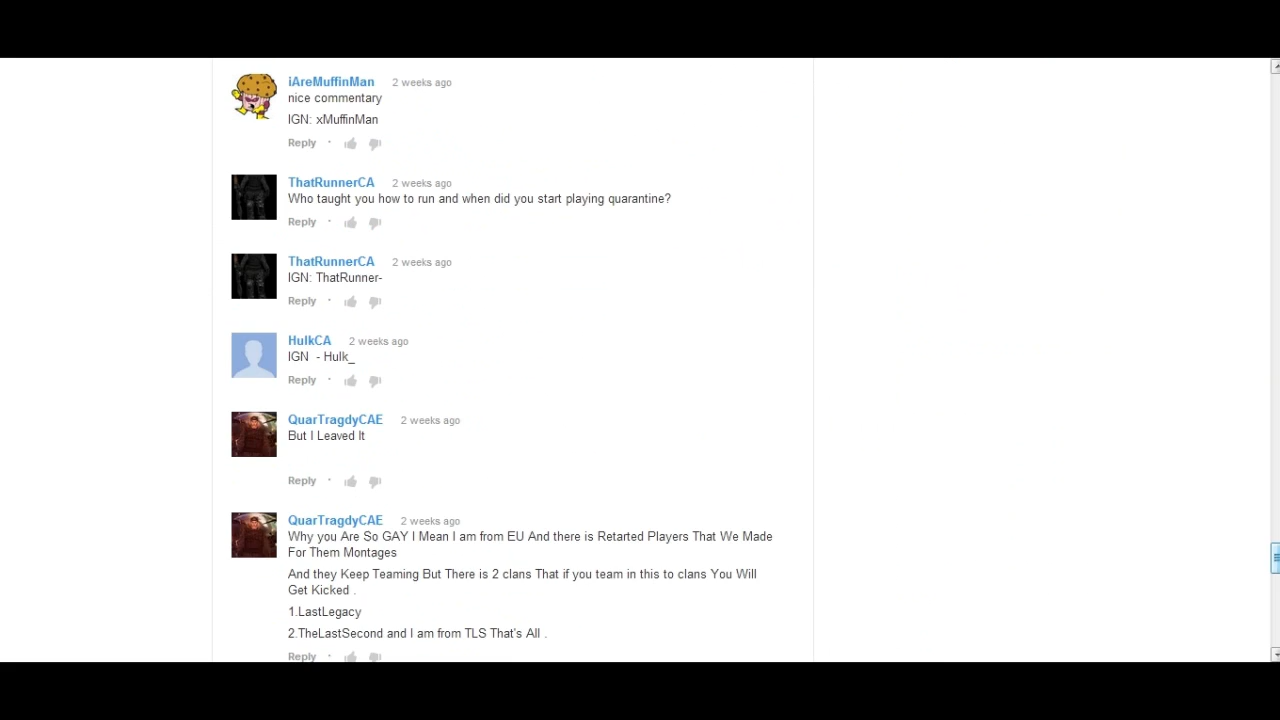 iAreMuffinMan 2 weeks ago
nice commentary
IGN: xMuffinMan
Reply ·
ThatRunnerCA 2 weeks ago
Who taught you how to run and when did you start playing quarantine?
Reply ·
ThatRunnerCA 2 weeks ago
IGN: ThatRunner-
Reply ·
HulkCA 2 weeks ago
IGN - Hulk_
Reply ·
QuarTragdyCAE 2 weeks ago
But I Leaved It
Reply ·
QuarTragdyCAE 2 weeks ago
Why you Are So GAY I Mean I am from EU And there is Retarted Players That We Made
For Them Montages
And they Keep Teaming But There is 2 clans That if you team in this to clans You Will
Get Kicked .
1.LastLegacy
2.TheLastSecond and I am from TLS That's All .
Reply ·